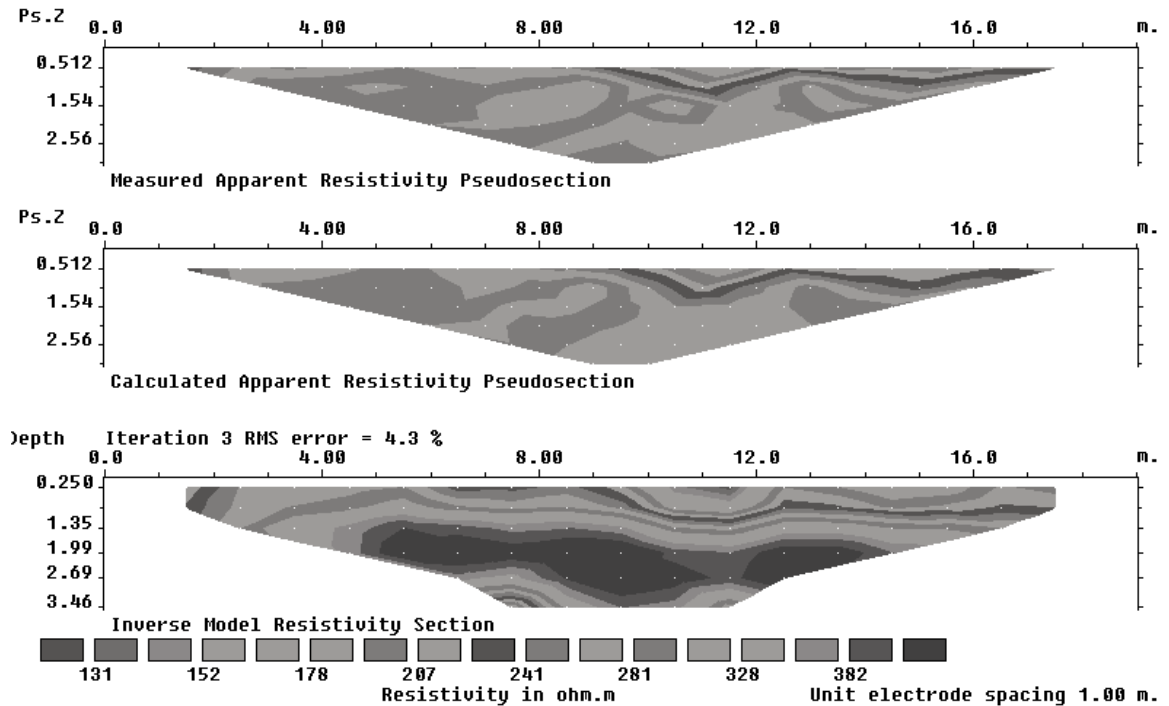 Ps.Z
0.0 4.00 8.00 12.0 16.0 m.
0.512
1.54
2.56
Measured Apparent Resistivity Pseudosection
Ps.Z
0.0 4.00 8.00 12.0 16.0 m.
0.512
1.54
2.56
Calculated Apparent Resistivity Pseudosection
Depth Iteration 3 RMS error = 4.3 %
0.0 4.00 8.00 12.0 16.0 m.
0.250
1.35
1.99
2.69
3.46
Inverse Model Resistivity Section
131 152 178 207 241 281 328 382
Resistivity in ohm.m Unit electrode spacing 1.00 m.